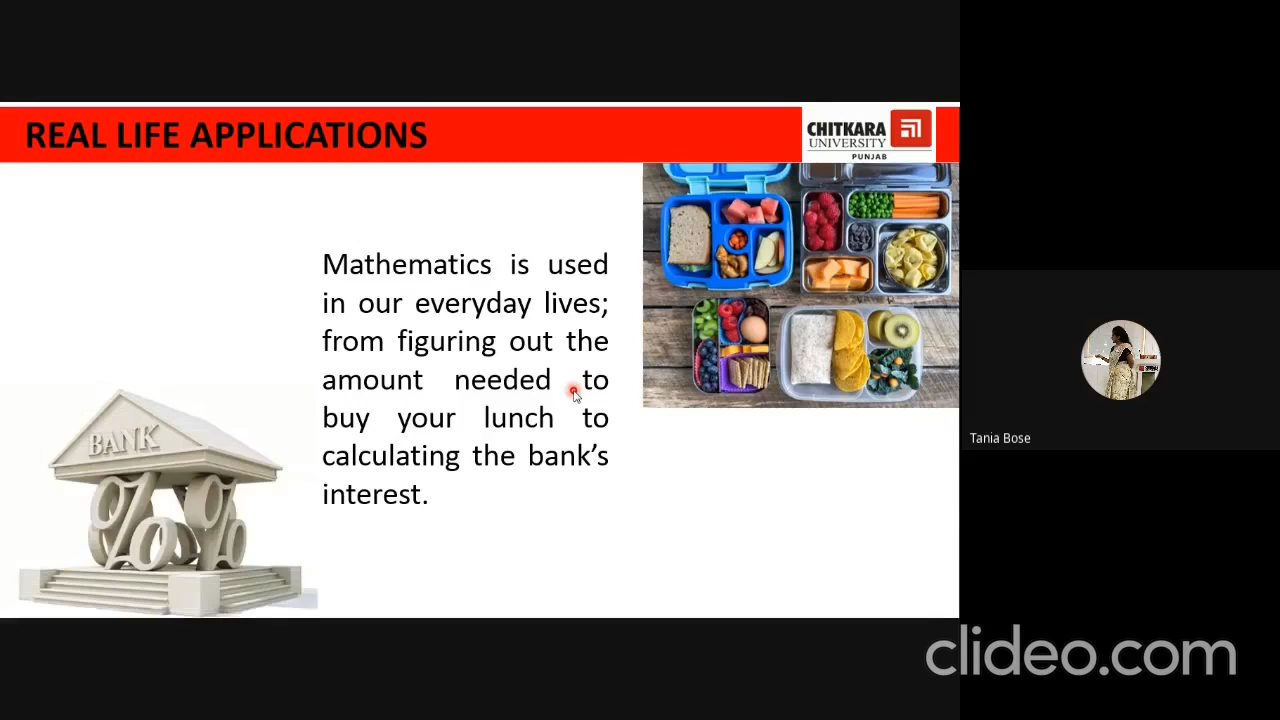 REAL LIFE APPLICATIONS
CHITKARA
UNIVERSITY
PUNJAB
Mathematics is used
in our everyday lives;
from figuring out the
amount needed to
buy your lunch to
calculating the bank’s
interest.
BANK
%%
Tania Bose
clideo.com